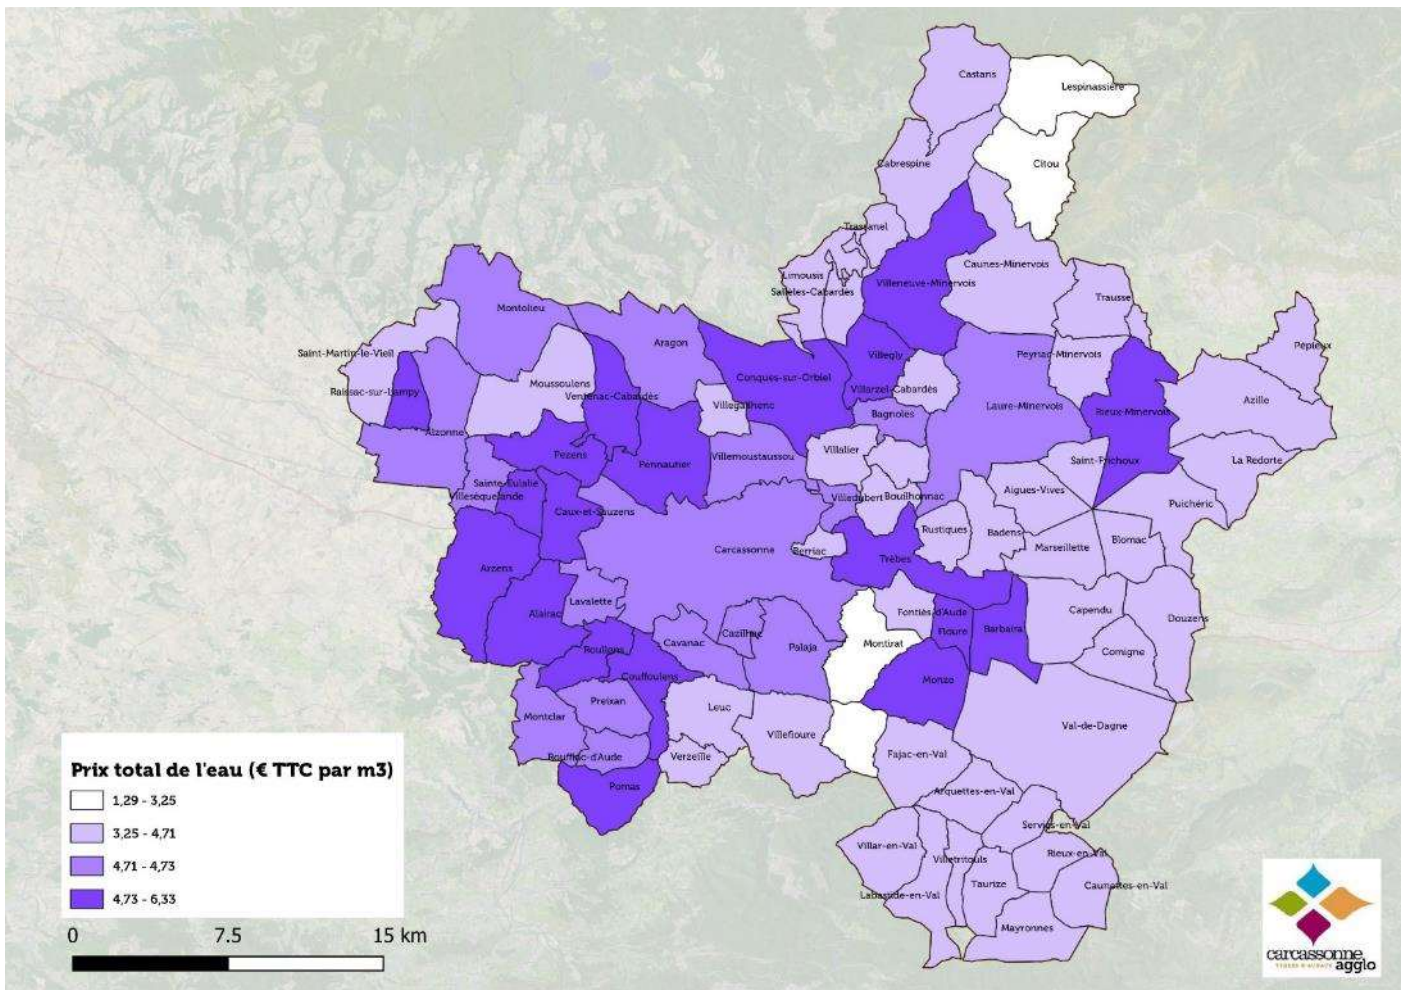 Castans
Lespinassière
Citou
Cabrespine
Trassanel
Limousis
Caunes-Minervois
Villeneuve-Minervois
Sallèles-Cabardès
Trausse
Montolieu
Aragon
Pépieux
Saint-Martin-le-Vieil
Villegly
Peyriac-Minervois
Moussoulens
Conques-sur-Orbiel
Raissac-sur-Lampy
Ventenac-Cabardès
Villarzel-Cabardès
Villegailhenc
Laure-Minervois
Rieux-Minervois
Azille
Bagnoles
Alzonne
Pezens
Villalier
Villemoustaussou
Pennautier
Saint-Frichoux
La Redorte
Sainte-Eulalie
Villesèquelande
Aigues-Vives
Villedubert
Bouilhonnac
Puichéric
Caux-et-Sauzens
Rustiques
Badens
Blomac
Marseillette
Carcassonne
Berriac
Trèbes
Arzens
Lavalette
Alairac
Fontiès-d'Aude
Capendu
Douzens
Floure
Barbaira
Cazilhac
Cavanac
Palaja
Montirat
Roullens
Comigne
Couffoulens
Monze
Preixan
Leuc
Montclar
Val-de-Dagne
Villefloure
Rouffiac-d'Aude
Verzeille
Fajac-en-Val
Pomas
Arquettes-en-Val
Serviès-en-Val
Villar-en-Val
Villetritouls
Rieux-en-Val
Taurize
Caunettes-en-Val
Labastide-en-Val
Mayronnes
Prix total de l'eau (€ TTC par m3)
1,29 - 3,25
3,25 - 4,71
4,71 - 4,73
4,73 - 6,33
0 7.5 15 km
carcassonne
agglo